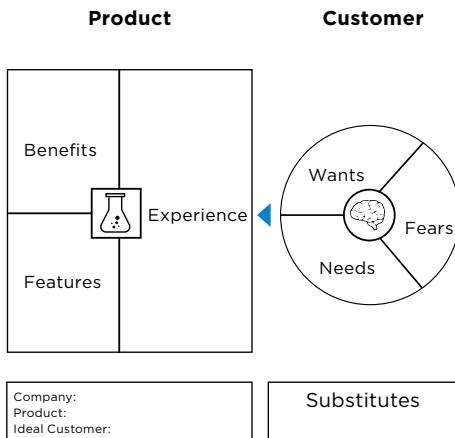 Product
Customer
Benefits
Experience
Features
Wants
Fears
Needs
Company:
Product:
Ideal Customer:
Substitutes